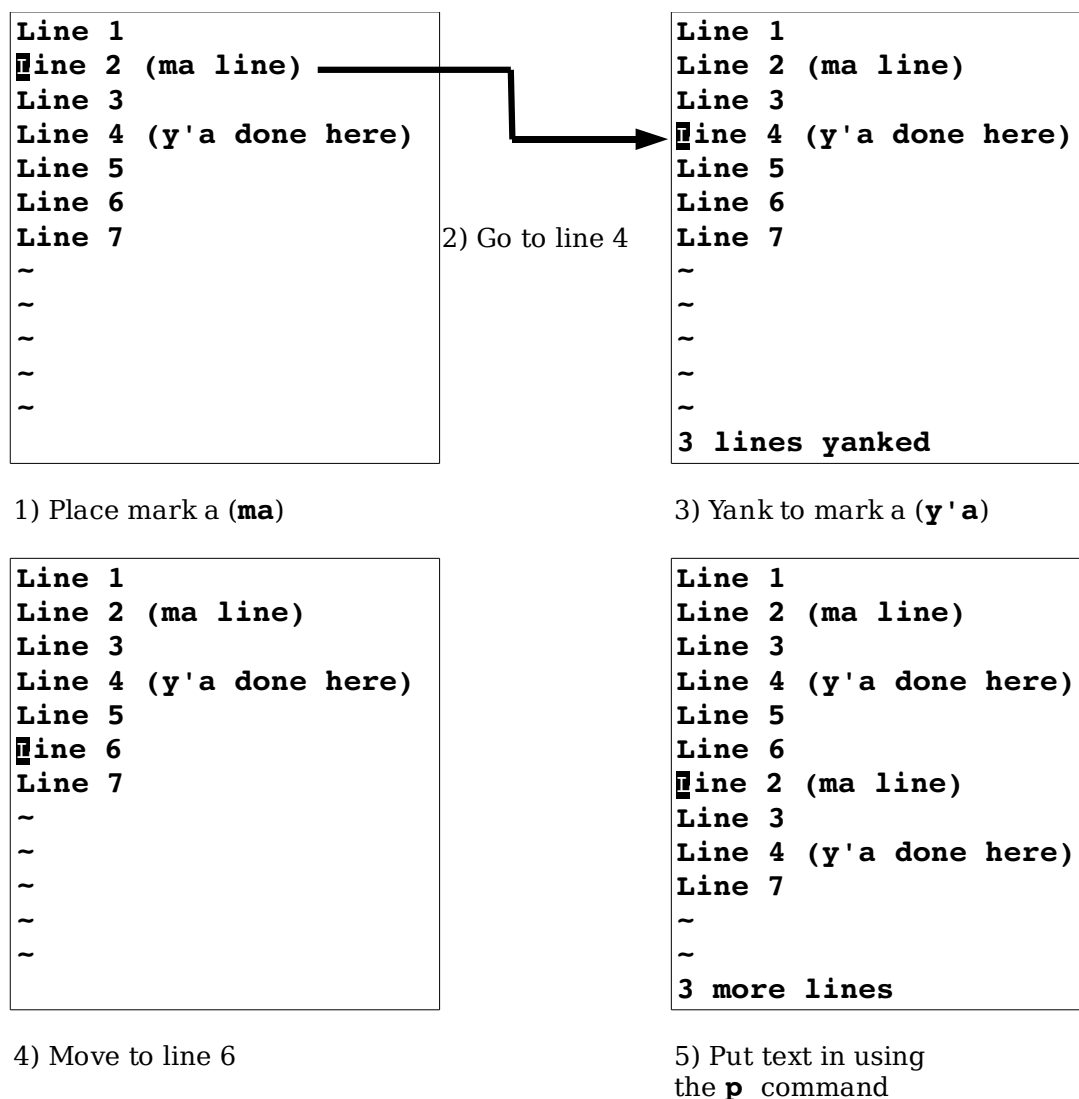 Line 1
Line 2 (ma line)
Line 3
Line 4 (y'a done here)
Line 5
Line 6
Line 7
~
~
~
~
~
1) Place mark a (ma)
2) Go to line 4
Line 1
Line 2 (ma line)
Line 3
Line 4 (y'a done here)
Line 5
Line 6
Line 7
~
~
~
~
~
3 lines yanked
3) Yank to mark a (y'a)
Line 1
Line 2 (ma line)
Line 3
Line 4 (y'a done here)
Line 5
Line 6
Line 7
~
~
~
~
~
4) Move to line 6
Line 1
Line 2 (ma line)
Line 3
Line 4 (y'a done here)
Line 5
Line 6
Line 2 (ma line)
Line 3
Line 4 (y'a done here)
Line 7
~
~
3 more lines
5) Put text in using
the p command